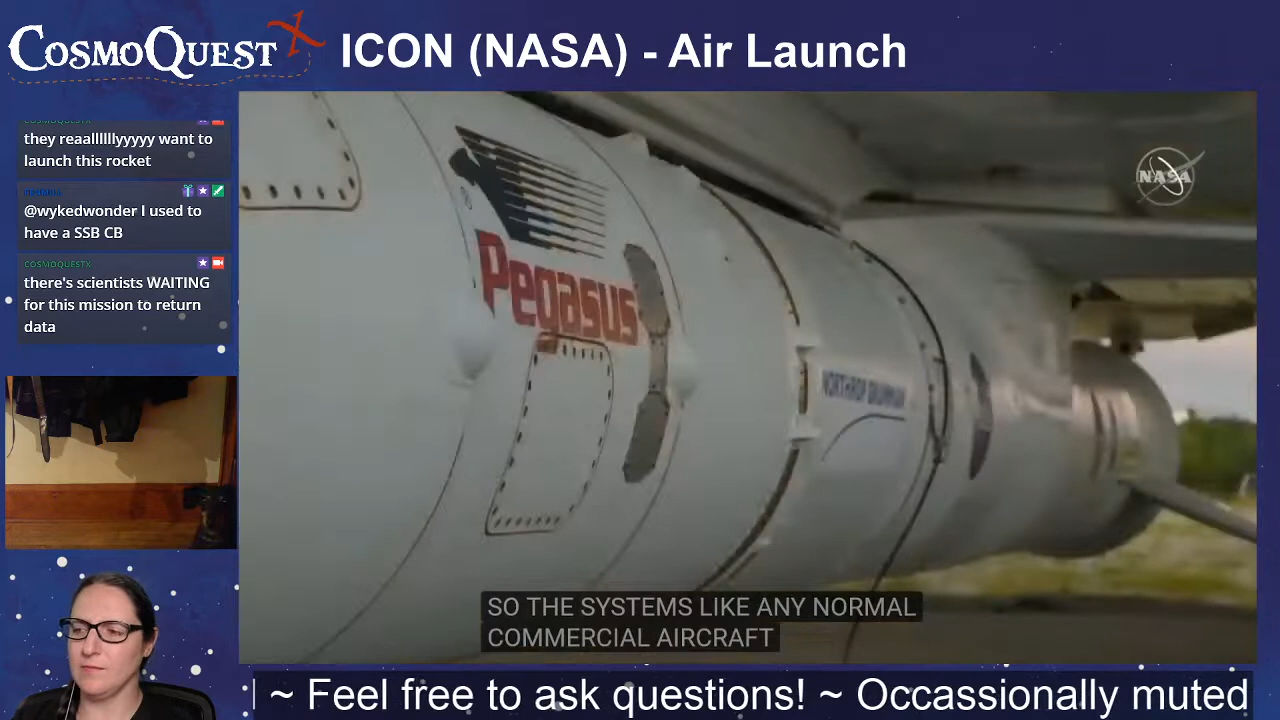 COSMOQUEST X
ICON (NASA) - Air Launch
they reaalllllllyyyyy want to
launch this rocket
@wykedwonder I used to
have a SSB CB
COSMOQUESTX
there's scientists WAITING
for this mission to return
data
NASA
Pegasus
NORTHROP GRUMMAN
SO THE SYSTEMS LIKE ANY NORMAL
COMMERCIAL AIRCRAFT
~ Feel free to ask questions! ~ Occassionally muted